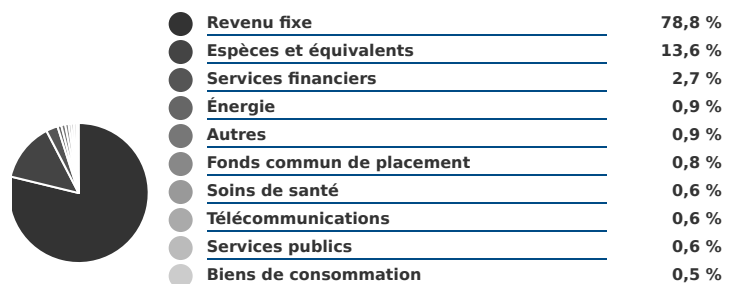 Revenu fixe 78,8 %
Espèces et équivalents 13,6 %
Services financiers 2,7 %
Énergie 0,9 %
Autres 0,9 %
Fonds commun de placement 0,8 %
Soins de santé 0,6 %
Télécommunications 0,6 %
Services publics 0,6 %
Biens de consommation 0,5 %